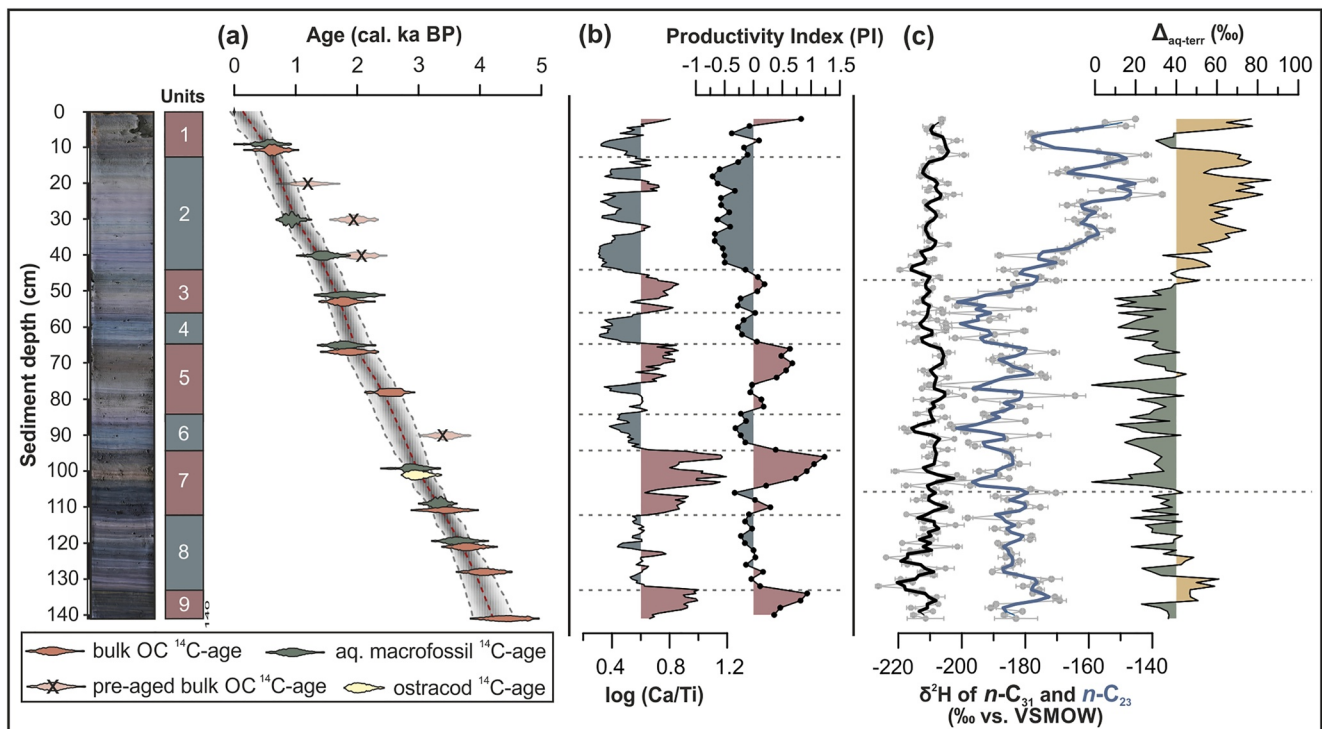 (a)
Age (cal. ka BP)
0 1 2 3 4 5
(b)
Productivity Index (PI)
-1 -0.5 0 0.5 1 1.5
(c)
Δaq-terr (‰)
0 20 40 60 80 100
Units
Sediment depth (cm)
0
10
20
30
40
50
60
70
80
90
100
110
120
130
140
1
2
3
4
5
6
7
8
9
bulk OC ¹⁴C-age
aq. macrofossil ¹⁴C-age
pre-aged bulk OC ¹⁴C-age
ostracod ¹⁴C-age
0.4 0.8 1.2
log (Ca/Ti)
-220 -200 -180 -160 -140
δ²H of n-C₃₁ and n-C₂₃
(‰ vs. VSMOW)